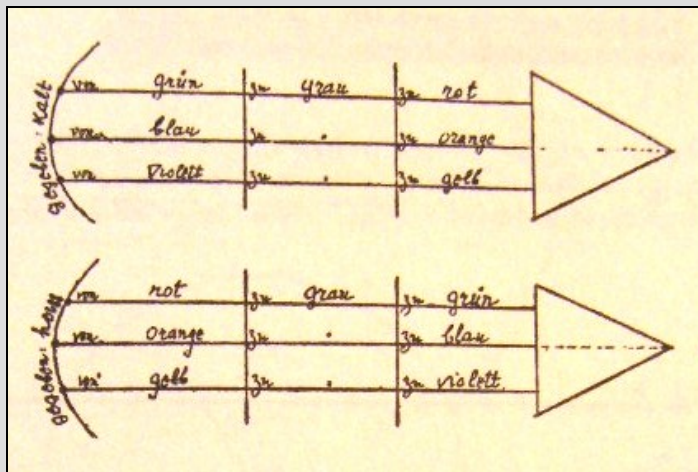 gegeben: kalt
von grün zu grau zu rot
von blau zu · zu orange
von violett zu · zu gelb
gegeben:
von rot zu grau zu grün
von orange zu · zu blau
von gelb zu · zu violett